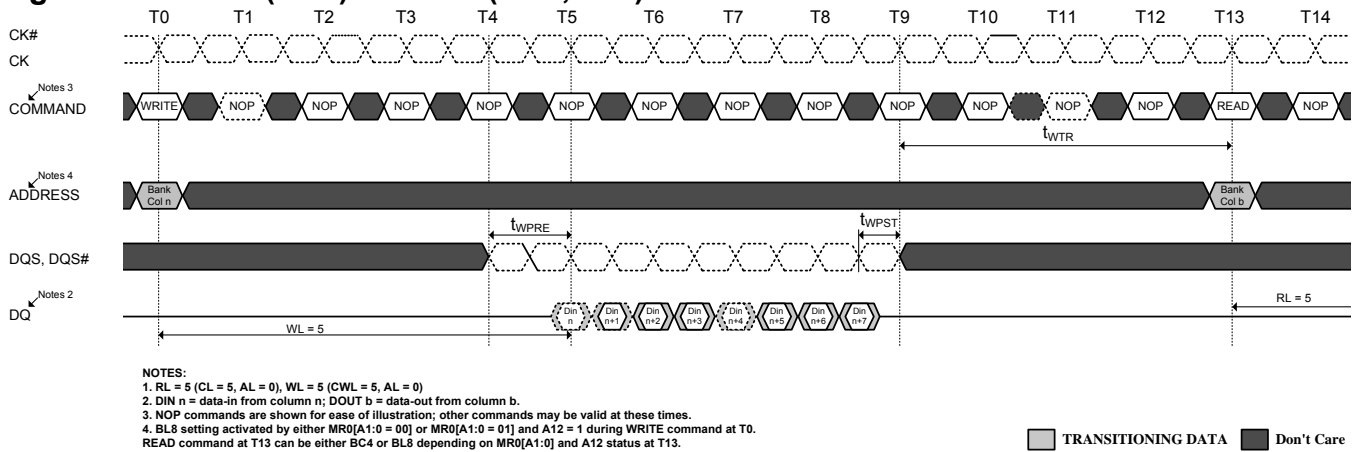 T0 T1 T2 T3 T4 T5 T6 T7 T8 T9 T10 T11 T12 T13 T14
CK#
CK
Notes 3
COMMAND
WRITE NOP NOP NOP NOP NOP NOP NOP NOP NOP NOP NOP NOP READ NOP
tWTR
Notes 4
ADDRESS
Bank Col n
Bank Col b
tWPRE
tWPST
DQS, DQS#
Notes 2
DQ
Din n
Din n+1
Din n+2
Din n+3
Din n+4
Din n+5
Din n+6
Din n+7
WL = 5
RL = 5
NOTES:
1. RL = 5 (CL = 5, AL = 0), WL = 5 (CWL = 5, AL = 0)
2. DIN n = data-in from column n; DOUT b = data-out from column b.
3. NOP commands are shown for ease of illustration; other commands may be valid at these times.
4. BL8 setting activated by either MR0[A1:0 = 00] or MR0[A1:0 = 01] and A12 = 1 during WRITE command at T0.
READ command at T13 can be either BC4 or BL8 depending on MR0[A1:0] and A12 status at T13.
TRANSITIONING DATA
Don't Care